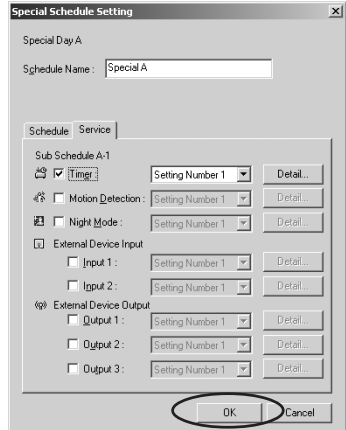 Special Schedule Setting
Special Day A
Schedule Name : Special A
Schedule Service
Sub Schedule A-1
Timer : Setting Number 1 Detail...
Motion Detection : Setting Number 1 Detail...
Night Mode : Setting Number 1 Detail...
External Device Input
Input 1 : Setting Number 1 Detail...
Input 2 : Setting Number 1 Detail...
External Device Output
Output 1 : Setting Number 1 Detail...
Output 2 : Setting Number 1 Detail...
Output 3 : Setting Number 1 Detail...
OK Cancel